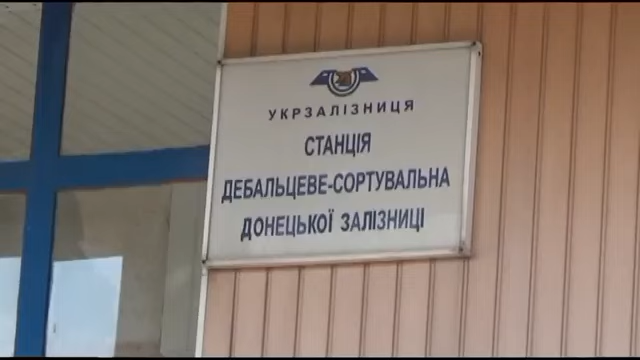 УКРЗАЛІЗНИЦЯ
СТАНЦІЯ
ДЕБАЛЬЦЕВЕ-СОРТУВАЛЬНА
ДОНЕЦЬКОЇ ЗАЛІЗНИЦІ